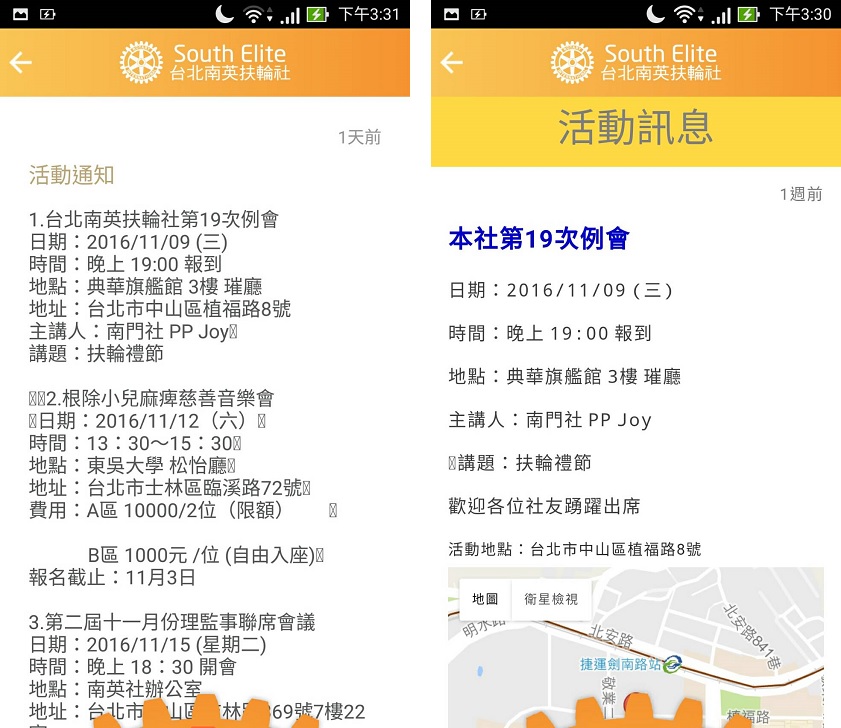 下午3:31
South Elite
台北南英扶輪社
1天前
活動通知
1.台北南英扶輪社第19次例會
日期：2016/11/09 (三)
時間：晚上 19:00 報到
地點：典華旗艦館 3樓 璀廳
地址：台北市中山區植福路8號
主講人：南門社 PP Joy
講題：扶輪禮節
2.根除小兒麻痺慈善音樂會
日期：2016/11/12（六）
時間：13：30～15：30
地點：東吳大學 松怡廳
地址：台北市士林區臨溪路72號
費用：A區 10000/2位（限額）
B區 1000元 /位 (自由入座)
報名截止：11月3日
3.第二屆十一月份理監事聯席會議
日期：2016/11/15 (星期二)
時間：晚上 18：30 開會
地點：南英社辦公室
地址：台北市 山區 林 369號7樓22
下午3:30
South Elite
台北南英扶輪社
活動訊息
1週前
本社第19次例會
日期：2016/11/09 (三)
時間：晚上 19:00 報到
地點：典華旗艦館 3樓 璀廳
主講人：南門社 PP Joy
講題：扶輪禮節
歡迎各位社友踴躍出席
活動地點：台北市中山區植福路8號
地圖
衛星檢視
明水路
北安路
北安路841巷
捷運劍南路站
敬業二
植福路